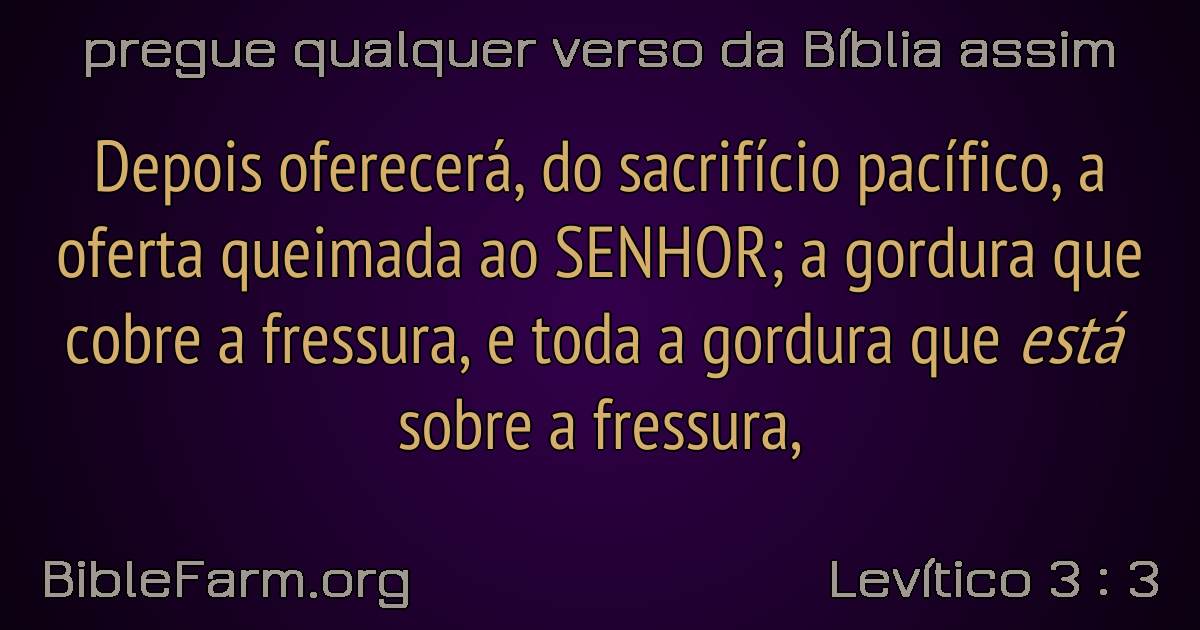 pregue qualquer verso da Bíblia assim
Depois oferecerá, do sacrifício pacífico, a
oferta queimada ao SENHOR; a gordura que
cobre a fressura, e toda a gordura que está
sobre a fressura,
BibleFarm.org
Levítico 3 : 3